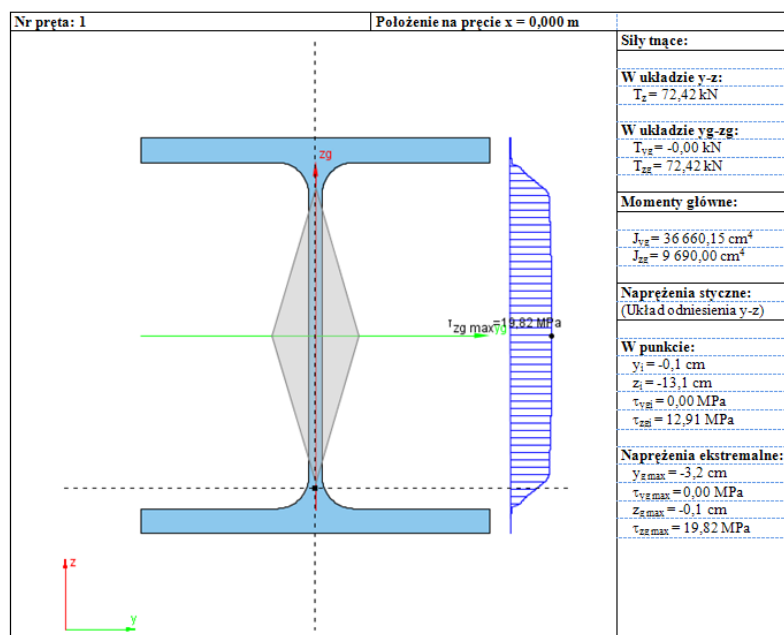 Nr pręta: 1
Położenie na pręcie x = 0,000 m
Siły tnące:
W układzie y-z:
Tz = 72,42 kN
W układzie yg-zg:
Tyg = -0,00 kN
Tzg = 72,42 kN
Momenty główne:
Jyg = 36 660,15 cm⁴
Jzg = 9 690,00 cm⁴
Naprężenia styczne:
(Układ odniesienia y-z)
W punkcie:
yi = -0,1 cm
zi = -13,1 cm
τygi = 0,00 MPa
τzgi = 12,91 MPa
Naprężenia ekstremalne:
yg max = -3,2 cm
τyg max = 0,00 MPa
zg max = -0,1 cm
τzg max = 19,82 MPa
zg
τzg max=19,82 MPa
yg
z
y